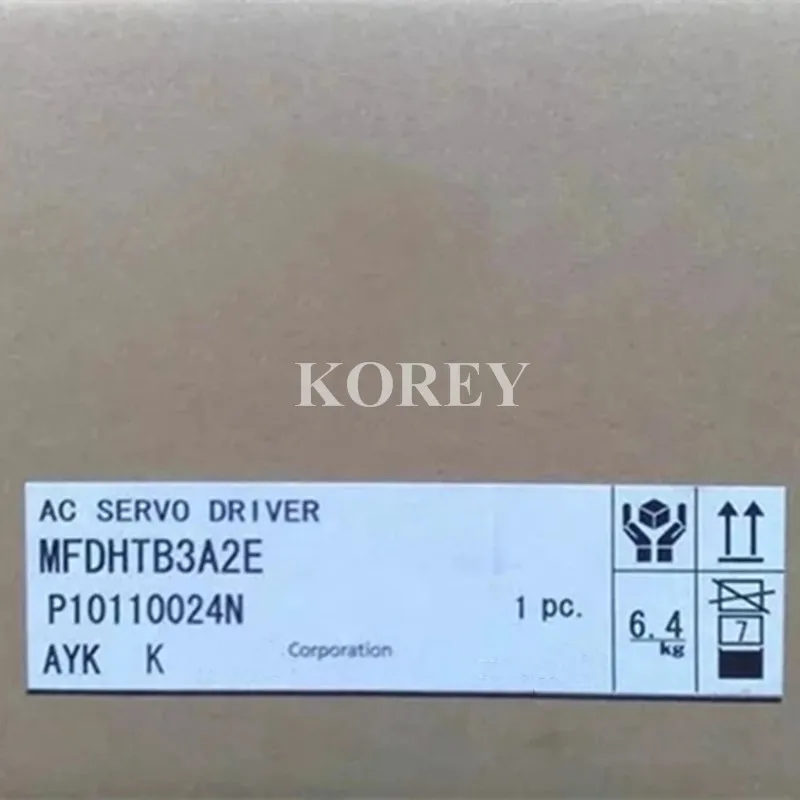 KOREY
AC SERVO DRIVER
MFDHTB3A2E
P10110024N
1 pc.
AYK K
Corporation
6.4
kg
7